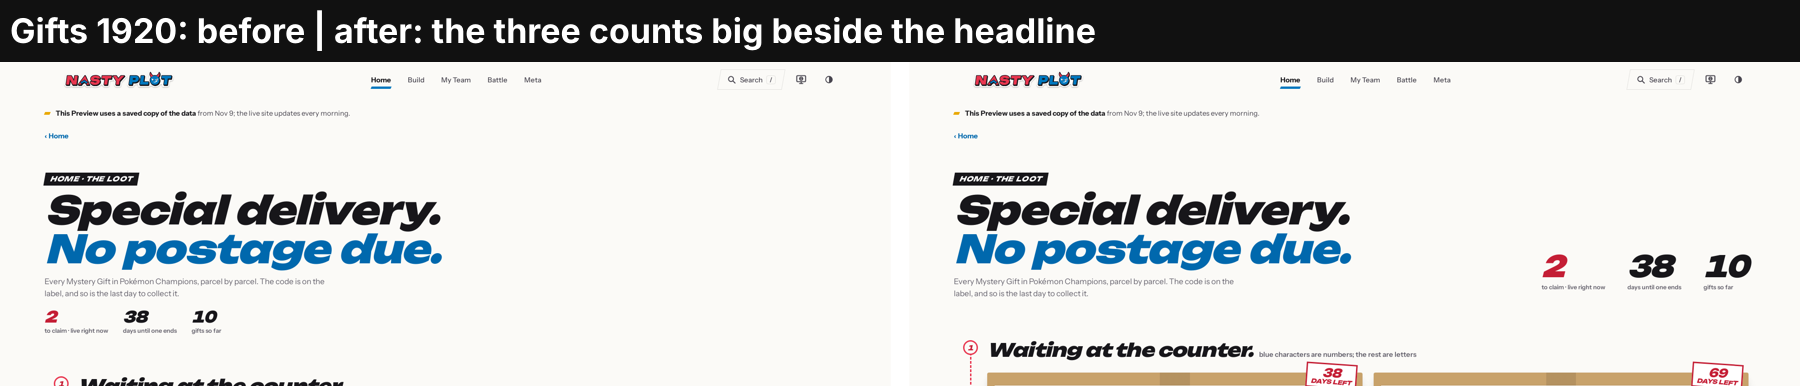 Gifts 1920: before | after: the three counts big beside the headline
NASTY PLOT
Home Build My Team Battle Meta
Search /
This Preview uses a saved copy of the data from Nov 9; the live site updates every morning.
‹ Home
HOME · THE LOOT
Special delivery.
No postage due.
Every Mystery Gift in Pokémon Champions, parcel by parcel. The code is on the
label, and so is the last day to collect it.
2 38 10
to claim · live right now days until one ends gifts so far
1 Waiting at the counter
NASTY PLOT
Home Build My Team Battle Meta
Search /
This Preview uses a saved copy of the data from Nov 9; the live site updates every morning.
‹ Home
HOME · THE LOOT
Special delivery.
No postage due.
Every Mystery Gift in Pokémon Champions, parcel by parcel. The code is on the
label, and so is the last day to collect it.
2 38 10
to claim · live right now days until one ends gifts so far
1 Waiting at the counter. blue characters are numbers; the rest are letters
38
DAYS LEFT
69
DAYS LEFT